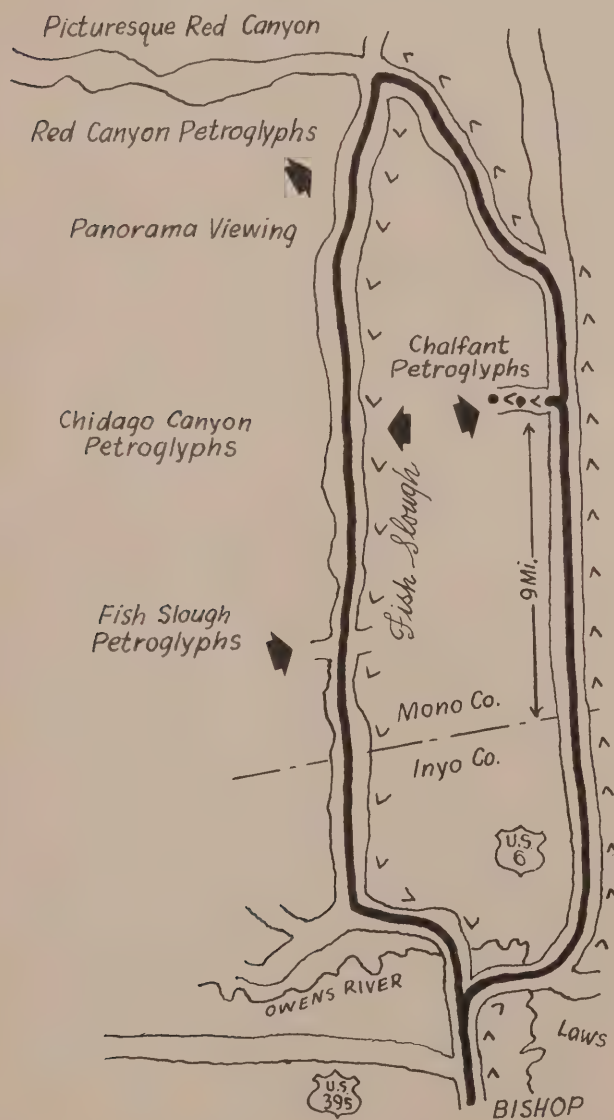 Picturesque Red Canyon
Red Canyon Petroglyphs
Panorama Viewing
Chalfant
Petroglyphs
Chidago Canyon
Petroglyphs
Fish Slough
9 Mi.
Fish Slough
Petroglyphs
Mono Co.
Inyo Co.
U.S.
6
OWENS RIVER
Laws
U.S.
395
BISHOP